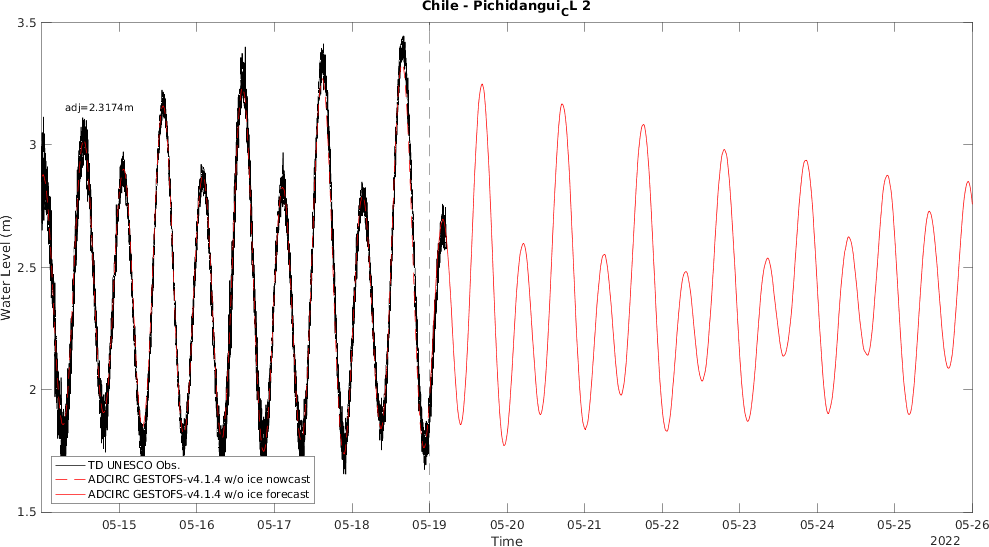 Chile - Pichidangui_CL 2
3.5
3
2.5
2
1.5
Water Level (m)
adj=2.3174m
TD UNESCO Obs.
ADCIRC GESTOFS-v4.1.4 w/o ice nowcast
ADCIRC GESTOFS-v4.1.4 w/o ice forecast
05-15 05-16 05-17 05-18 05-19 05-20 05-21 05-22 05-23 05-24 05-25 05-26
Time
2022